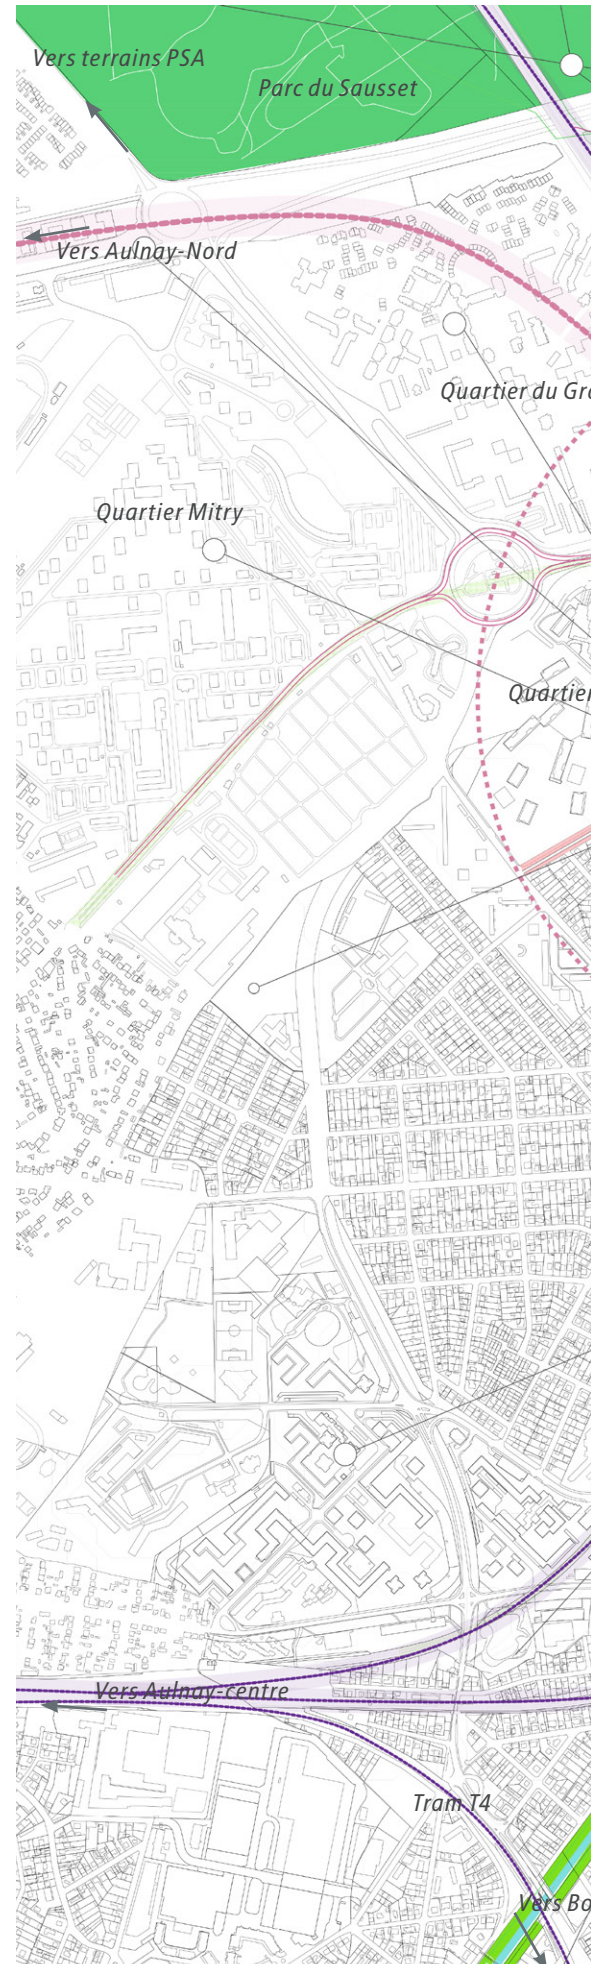 Vers terrains PSA
Parc du Sausset
Vers Aulnay-Nord
Quartier du Gro
Quartier Mitry
Quartier
Vers Aulnay-centre
Tram T4
Vers Bo